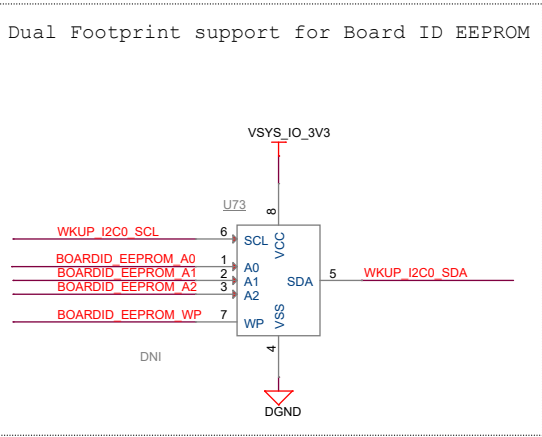 Dual Footprint support for Board ID EEPROM
VSYS_IO_3V3
U73
8
WKUP_I2C0_SCL 6 SCL VCC
BOARDID_EEPROM_A0 1 A0
BOARDID_EEPROM_A1 2 A1 SDA 5 WKUP_I2C0_SDA
BOARDID_EEPROM_A2 3 A2
BOARDID_EEPROM_WP 7 WP VSS
4
DNI
DGND